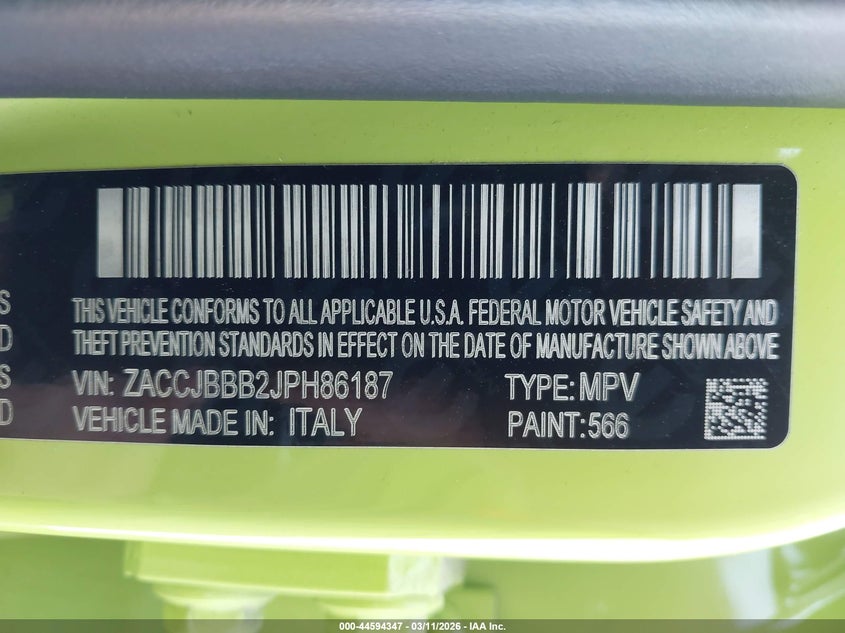 THIS VEHICLE CONFORMS TO ALL APPLICABLE U.S.A. FEDERAL MOTOR VEHICLE SAFETY AND
THEFT PREVENTION STANDARDS IN EFFECT ON THE DATE OF MANUFACTURE SHOWN ABOVE
S
D
S
D
VIN: ZACCJBBB2JPH86187 TYPE: MPV
VEHICLE MADE IN: ITALY PAINT: 566
000-44594347 - 03/11/2026 - IAA Inc.